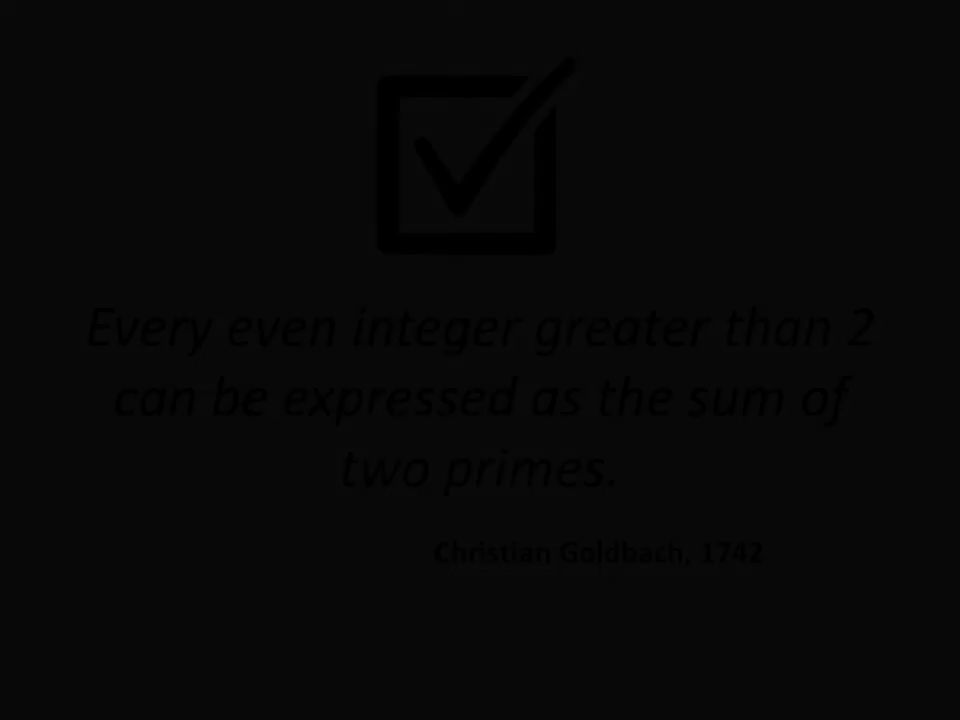 Every even integer greater than 2
can be expressed as the sum of
two primes.
Christian Goldbach, 1742